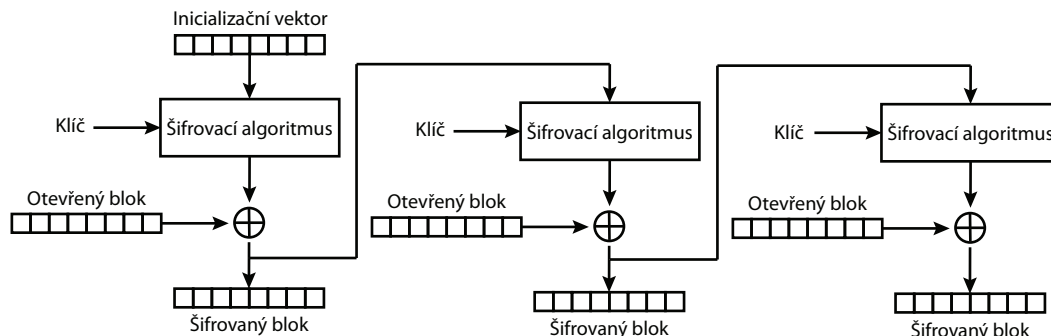 Inicializační vektor
Klíč
Šifrovací algoritmus
Otevřený blok
Šifrovaný blok
Klíč
Šifrovací algoritmus
Otevřený blok
Šifrovaný blok
Klíč
Šifrovací algoritmus
Otevřený blok
Šifrovaný blok